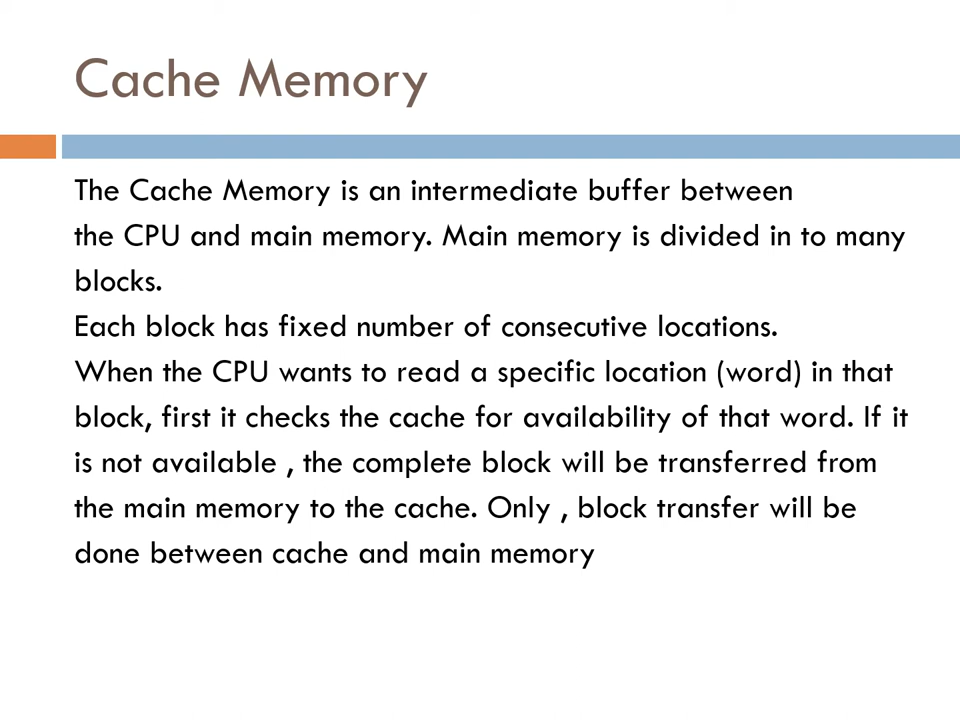 Cache Memory
The Cache Memory is an intermediate buffer between
the CPU and main memory. Main memory is divided in to many
blocks.
Each block has fixed number of consecutive locations.
When the CPU wants to read a specific location (word) in that
block, first it checks the cache for availability of that word. If it
is not available , the complete block will be transferred from
the main memory to the cache. Only , block transfer will be
done between cache and main memory